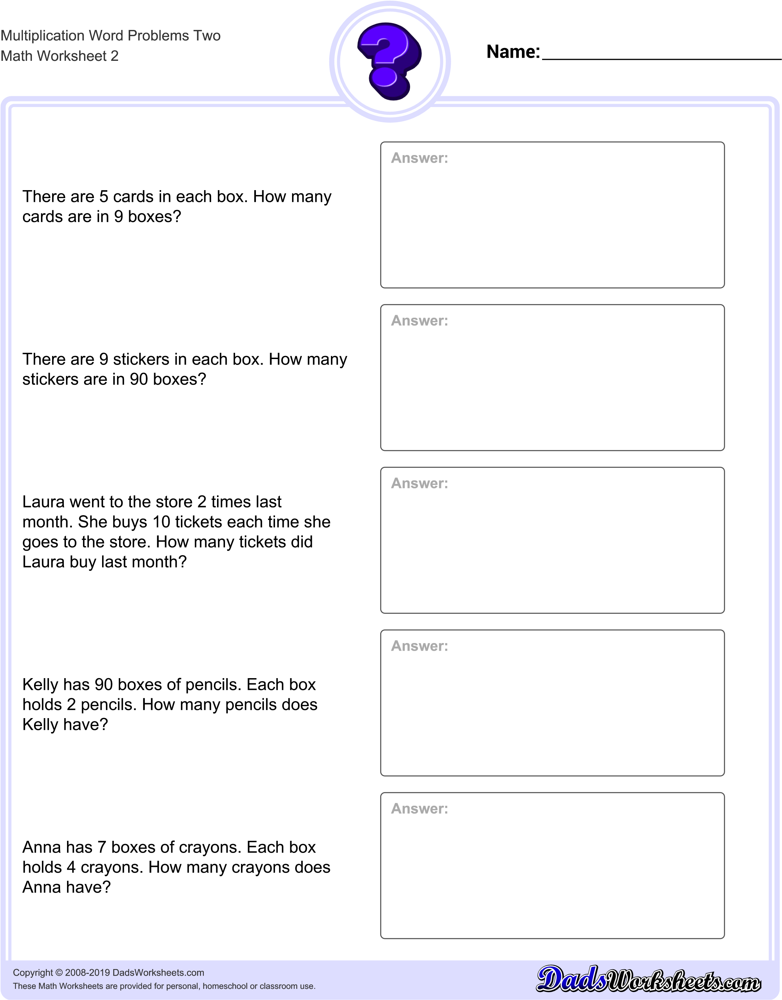 Multiplication Word Problems Two
Math Worksheet 2
Name:
Answer:
There are 5 cards in each box. How many
cards are in 9 boxes?
Answer:
There are 9 stickers in each box. How many
stickers are in 90 boxes?
Answer:
Laura went to the store 2 times last
month. She buys 10 tickets each time she
goes to the store. How many tickets did
Laura buy last month?
Answer:
Kelly has 90 boxes of pencils. Each box
holds 2 pencils. How many pencils does
Kelly have?
Answer:
Anna has 7 boxes of crayons. Each box
holds 4 crayons. How many crayons does
Anna have?
Copyright © 2008-2019 DadsWorksheets.com
These Math Worksheets are provided for personal, homeschool or classroom use.
DadsWorksheets.com